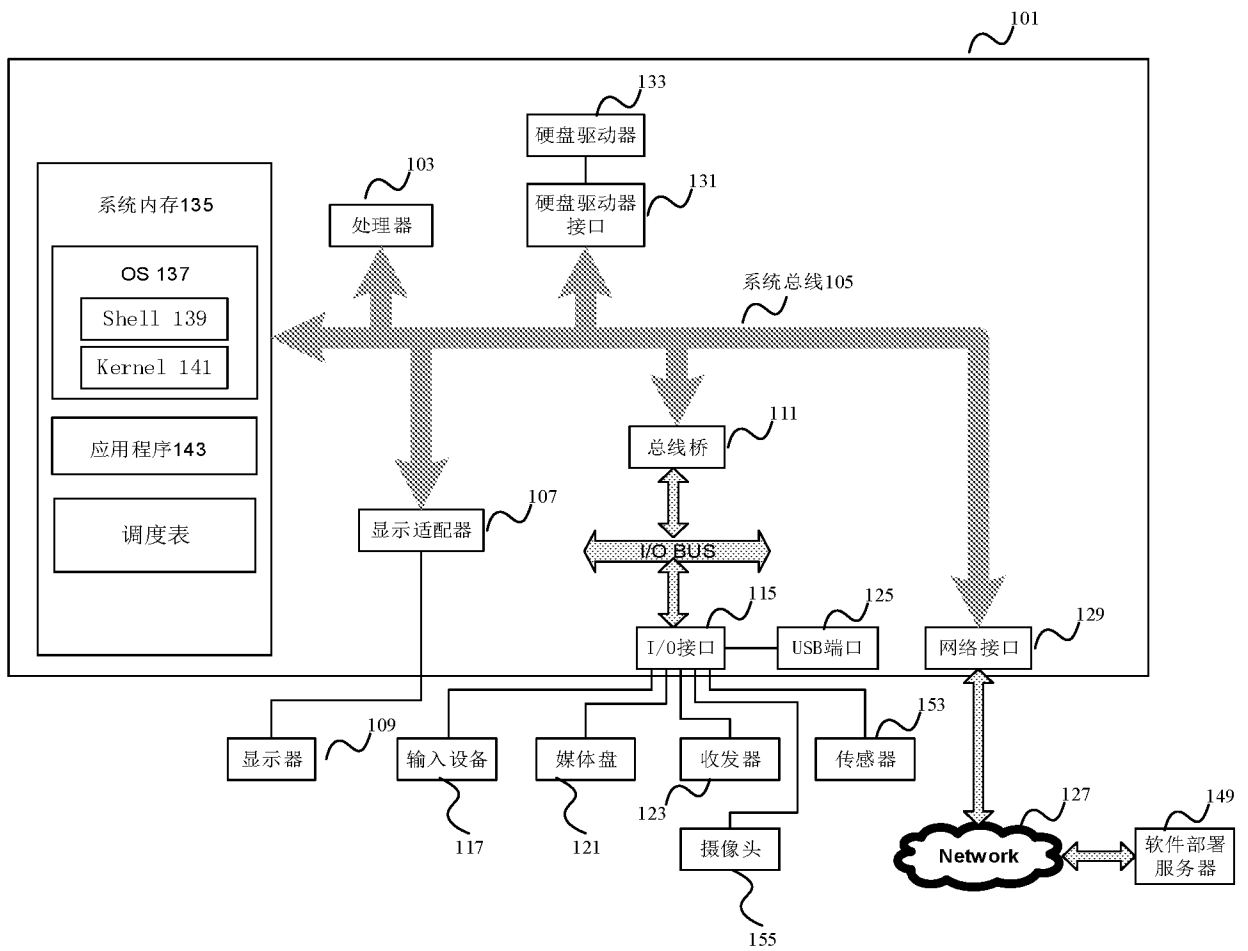 101
133
硬盘驱动器
103
131
系统内存135
处理器
硬盘驱动器
接口
OS 137
系统总线105
Shell 139
Kernel 141
111
应用程序143
总线桥
107
调度表
显示适配器
I/O BUS
115
125
129
I/O接口
USB端口
网络接口
109
153
显示器
输入设备
媒体盘
收发器
传感器
123
127
149
117
121
摄像头
Network
软件部署
服务器
155